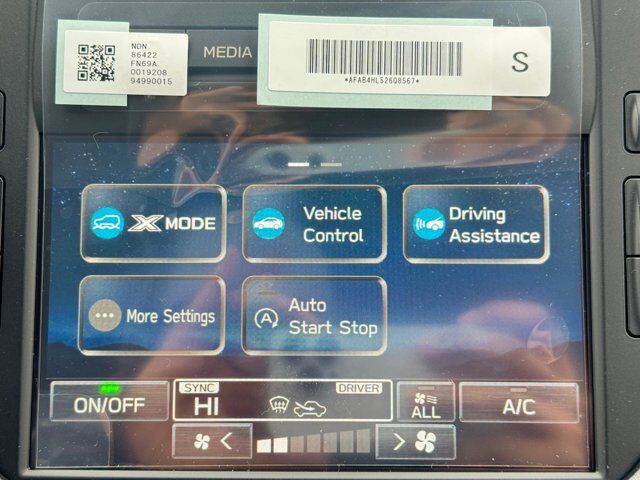 NDN
86422
FN69A
0019208
94990015
MEDIA
*AFAB4HL526Q8567*
S
X MODE
Vehicle
Control
Driving
Assistance
More Settings
Auto
Start Stop
A
ON/OFF
SYNC
DRIVER
HI
ALL
A/C